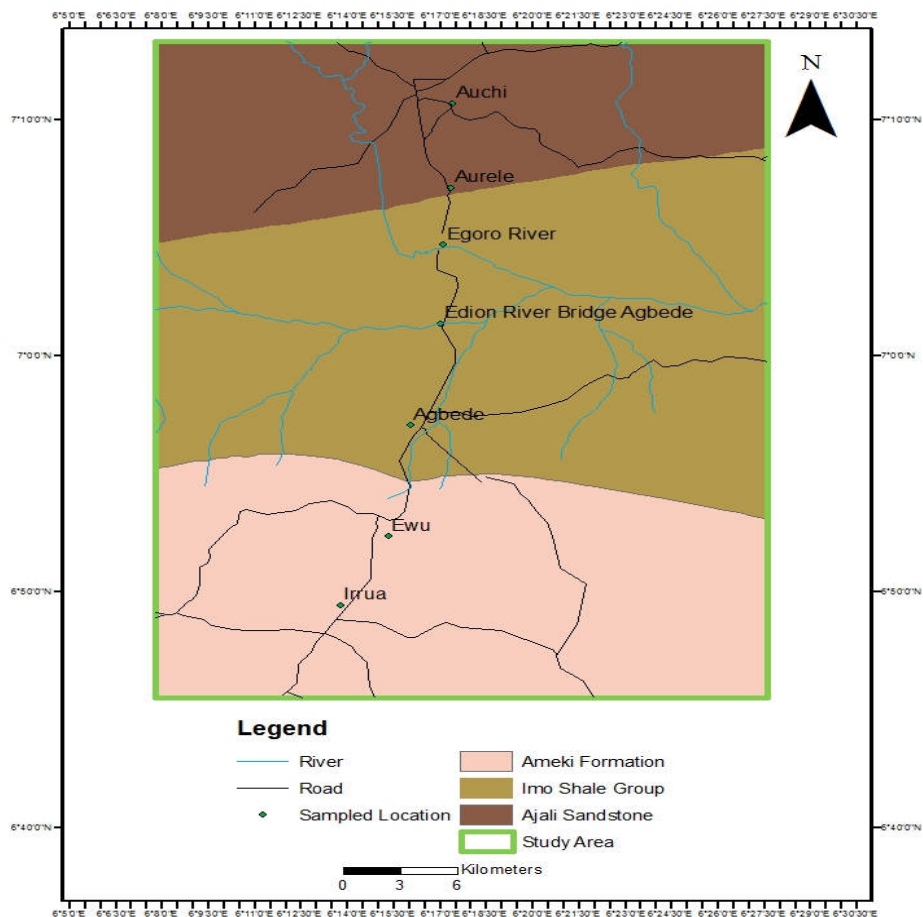 6°5'0"E 6°6'30"E 6°8'0"E 6°9'30"E 6°11'0"E 6°12'30"E 6°14'0"E 6°15'30"E 6°17'0"E 6°18'30"E 6°20'0"E 6°21'30"E 6°23'0"E 6°24'30"E 6°26'0"E 6°27'30"E 6°29'0"E 6°30'30"E
N
Auchi
7°10'0"N 7°10'0"N
Aurele
Egoro River
Edion River Bridge Agbede
7°0'0"N 7°0'0"N
Agbede
Ewu
6°50'0"N 6°50'0"N
Irrua
Legend
River
Road
Sampled Location
Ameki Formation
Imo Shale Group
Ajali Sandstone
Study Area
6°40'0"N 6°40'0"N
Kilometers
0 3 6
6°5'0"E 6°6'30"E 6°8'0"E 6°9'30"E 6°11'0"E 6°12'30"E 6°14'0"E 6°15'30"E 6°17'0"E 6°18'30"E 6°20'0"E 6°21'30"E 6°23'0"E 6°24'30"E 6°26'0"E 6°27'30"E 6°29'0"E 6°30'30"E